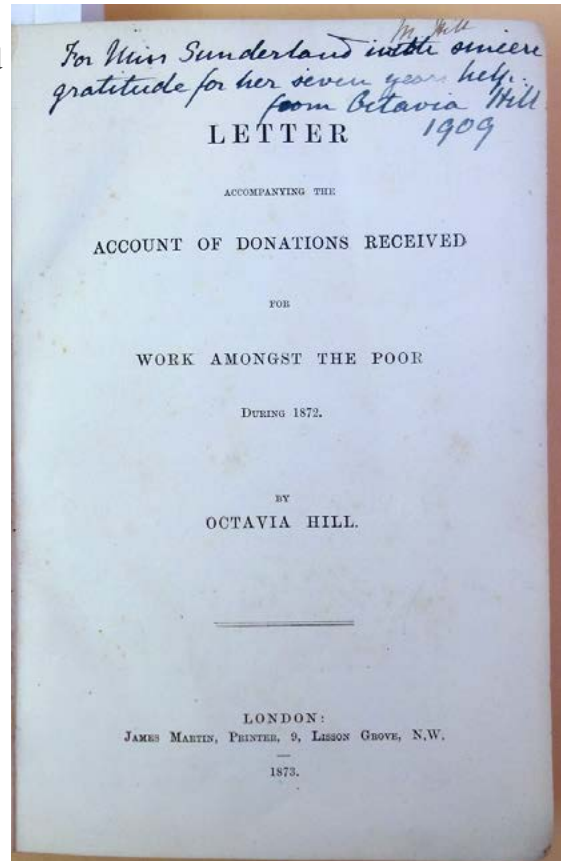 M. Hill
For Miss Sunderland with sincere
gratitude for her seven years help.
from Octavia Hill
1909
LETTER
ACCOMPANYING THE
ACCOUNT OF DONATIONS RECEIVED
FOR
WORK AMONGST THE POOR
DURING 1872.
BY
OCTAVIA HILL.
LONDON:
JAMES MARTIN, PRINTER, 9, LISSON GROVE, N.W.
1873.